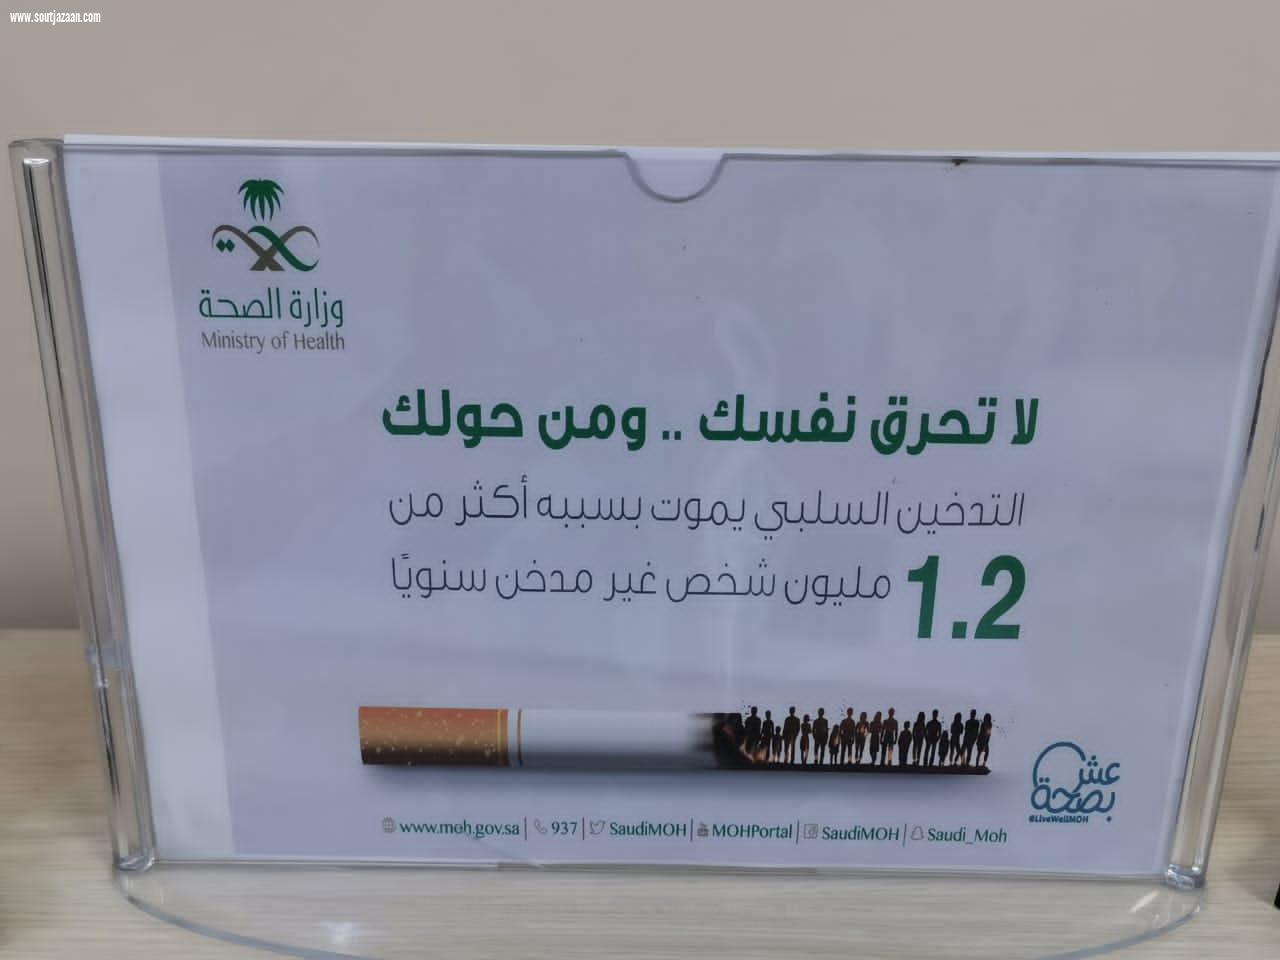 www.soutjazaan.com
وزارة الصحة
Ministry of Health
لا تحرق نفسك .. ومن حولك
التدخين السلبي يموت بسببه أكثر من
1.2 مليون شخص غير مدخن سنويًا
عش بصحة
@LiveWellMOH
www.moh.gov.sa | 937 | SaudiMOH | MOHPortal | SaudiMOH | Saudi_Moh